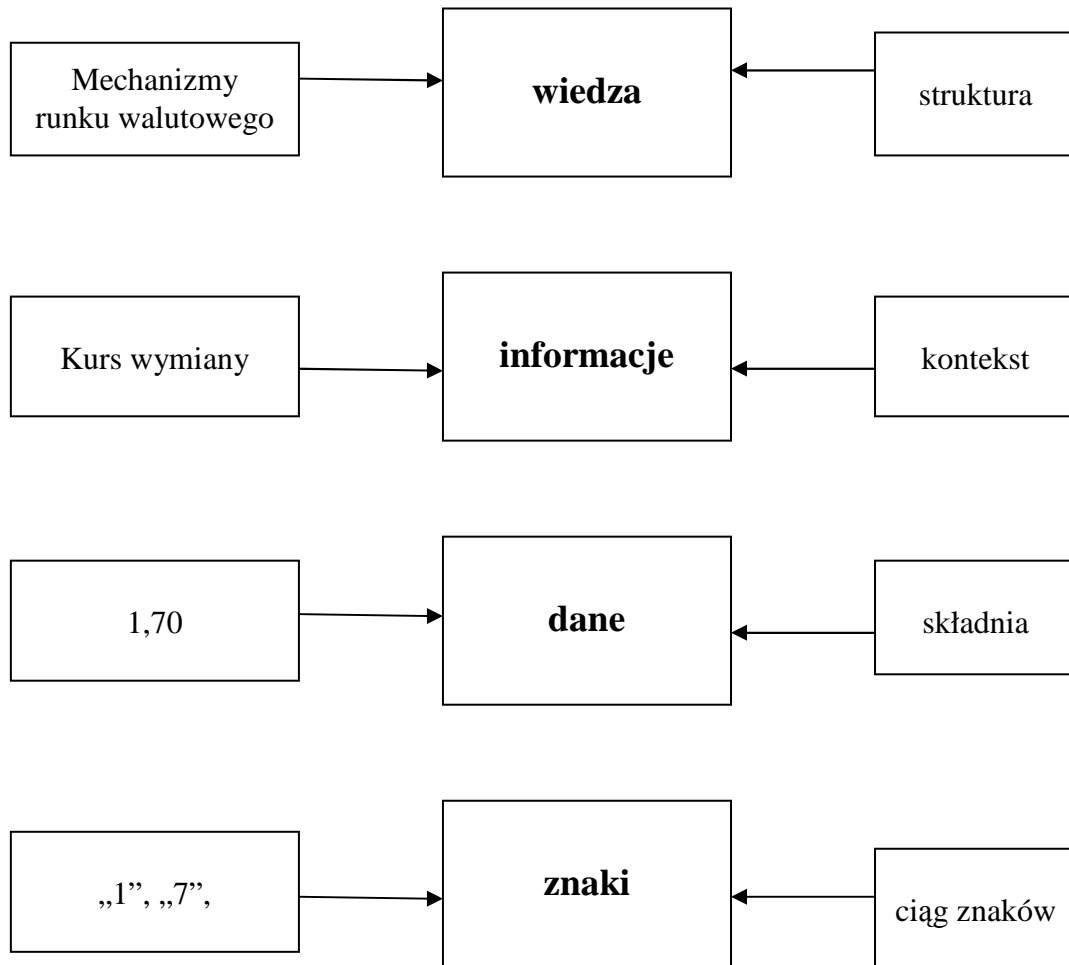 Mechanizmy
runku walutowego
wiedza
struktura
Kurs wymiany
informacje
kontekst
1,70
dane
składnia
„1”, „7”,
znaki
ciąg znaków